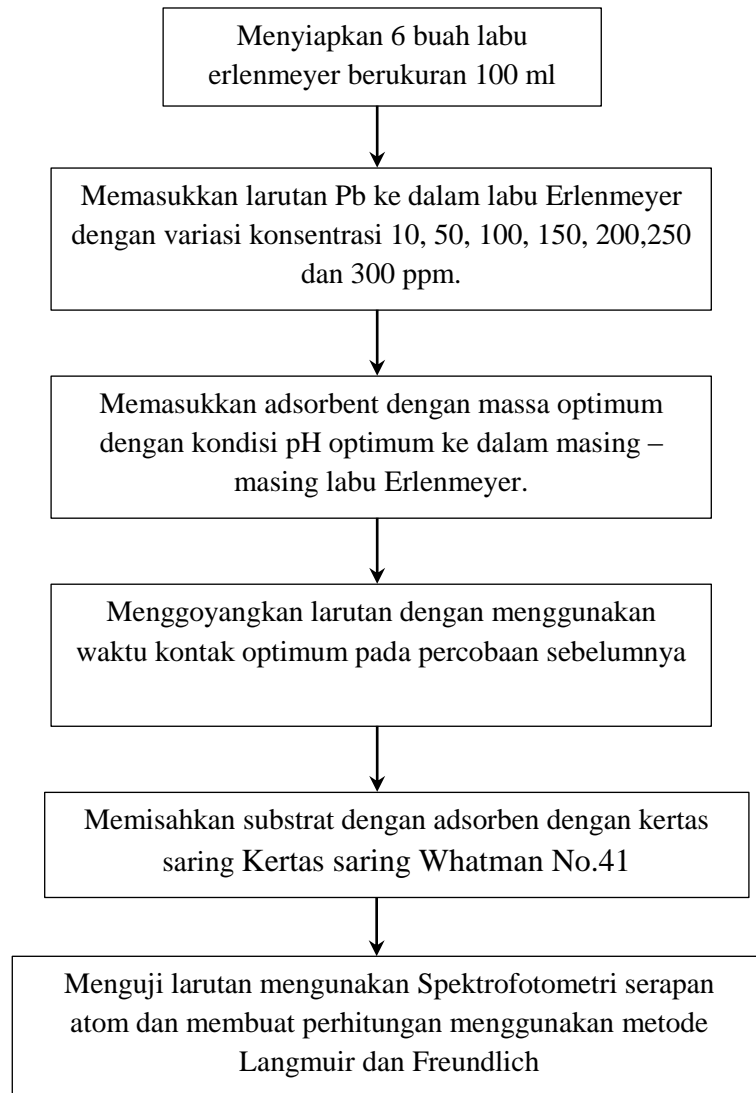 Menyiapkan 6 buah labu
erlenmeyer berukuran 100 ml
Memasukkan larutan Pb ke dalam labu Erlenmeyer
dengan variasi konsentrasi 10, 50, 100, 150, 200,250
dan 300 ppm.
Memasukkan adsorbent dengan massa optimum
dengan kondisi pH optimum ke dalam masing –
masing labu Erlenmeyer.
Menggoyangkan larutan dengan menggunakan
waktu kontak optimum pada percobaan sebelumnya
Memisahkan substrat dengan adsorben dengan kertas
saring Kertas saring Whatman No.41
Menguji larutan mengunakan Spektrofotometri serapan
atom dan membuat perhitungan menggunakan metode
Langmuir dan Freundlich